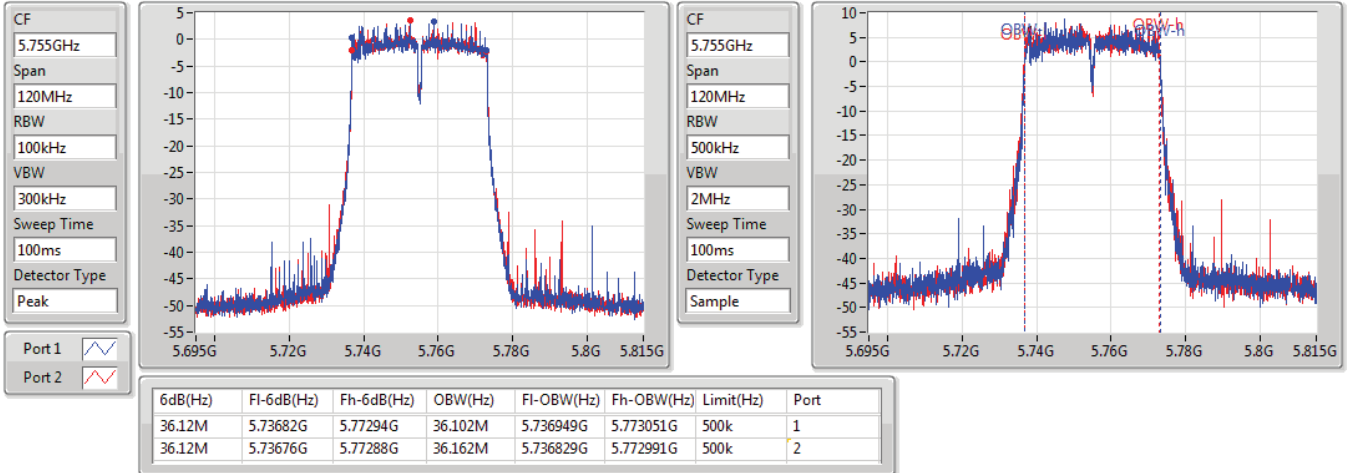 CF
5.755GHz
Span
120MHz
RBW
100kHz
VBW
300kHz
Sweep Time
100ms
Detector Type
Peak
Port 1
Port 2
5
0
-5
-10
-15
-20
-25
-30
-35
-40
-45
-50
-55
5.695G 5.72G 5.74G 5.76G 5.78G 5.8G 5.815G
CF
5.755GHz
Span
120MHz
RBW
500kHz
VBW
2MHz
Sweep Time
100ms
Detector Type
Sample
10
5
0
-5
-10
-15
-20
-25
-30
-35
-40
-45
-50
-55
OBW-h
OBW-h
5.695G 5.72G 5.74G 5.76G 5.78G 5.8G 5.815G
6dB(Hz) Fl-6dB(Hz) Fh-6dB(Hz) OBW(Hz) Fl-OBW(Hz) Fh-OBW(Hz) Limit(Hz) Port
36.12M 5.73682G 5.77294G 36.102M 5.736949G 5.773051G 500k 1
36.12M 5.73676G 5.77288G 36.162M 5.736829G 5.772991G 500k 2